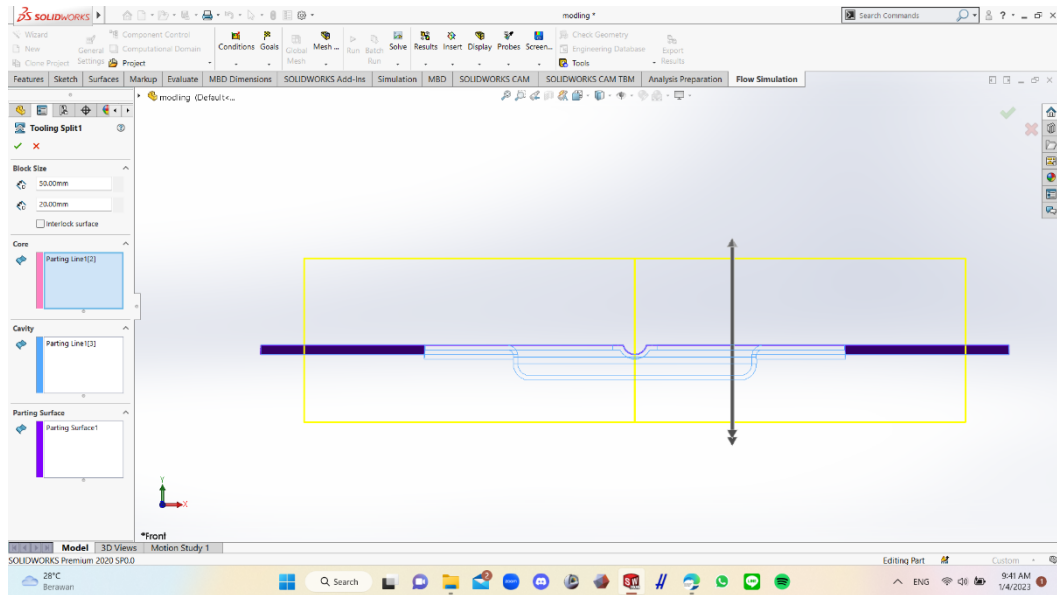 SOLIDWORKS
moding *
Search Commands
Wizard
New
Clone Project
General Settings
Component Control
Computational Domain
Project
Conditions
Goals
Global Mesh
Mesh ...
Run
Batch Run
Solve
Results
Insert
Display
Probes
Screen...
Check Geometry
Engineering Database
Tools
Export Results
Features
Sketch
Surfaces
Markup
Evaluate
MBD Dimensions
SOLIDWORKS Add-Ins
Simulation
MBD
SOLIDWORKS CAM
SOLIDWORKS CAM TBM
Analysis Preparation
Flow Simulation
moding (Default<...
Tooling Split1
Block Size
20.00mm
Interlock surface
Core
Parting Line1[2]
Cavity
Parting Line1[3]
Parting Surface
Parting Surface1
Y
X
*Front
Model
3D Views
Motion Study 1
SOLIDWORKS Premium 2020 SP0.0
Editing Part
Custom
28°C
Berawan
Search
ENG
9:41 AM
1/4/2023